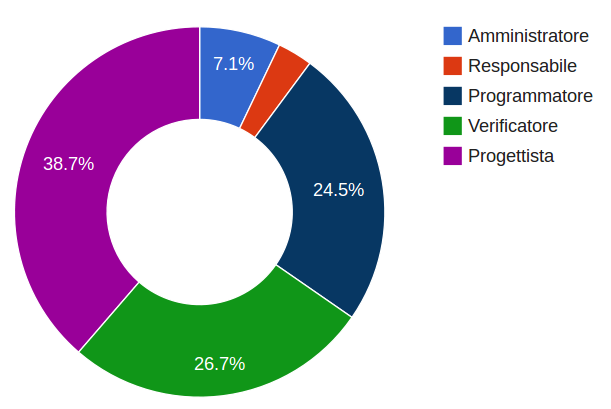 7.1%
24.5%
26.7%
38.7%
Amministratore
Responsabile
Programmatore
Verificatore
Progettista